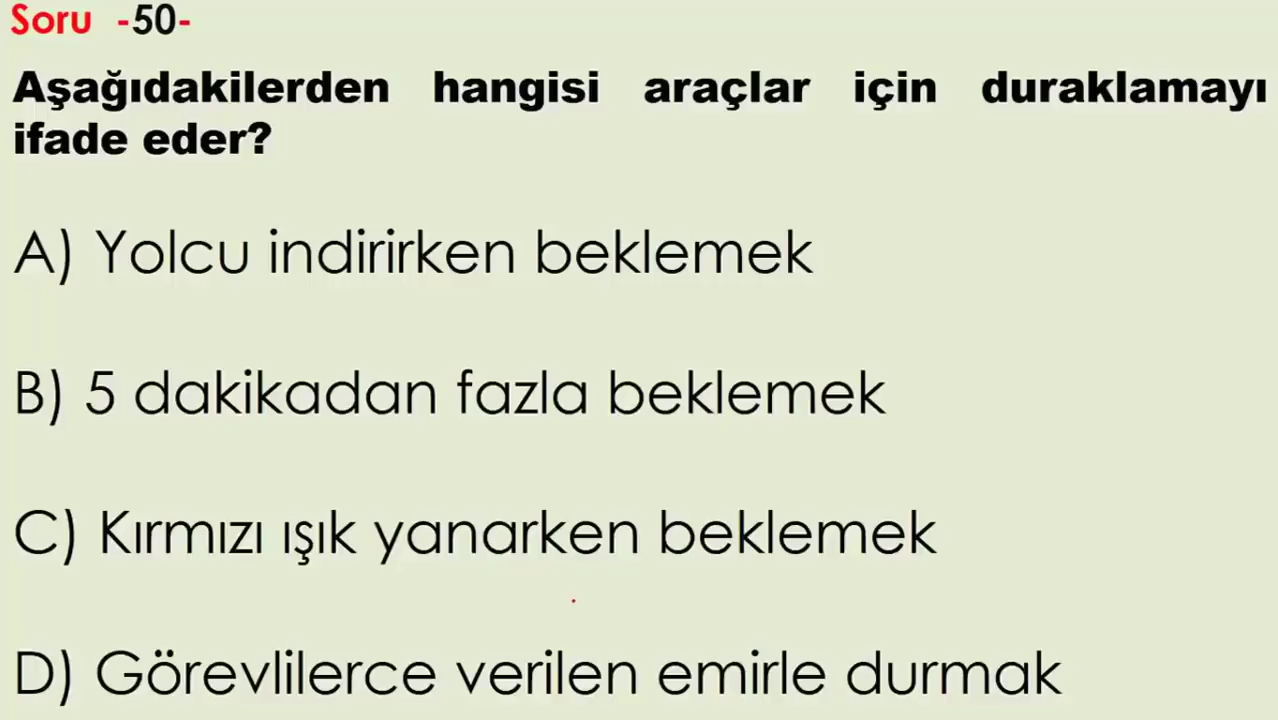 Soru -50-
Aşağıdakilerden hangisi araçlar için duraklamayı
ifade eder?
A) Yolcu indirirken beklemek
B) 5 dakikadan fazla beklemek
C) Kırmızı ışık yanarken beklemek
D) Görevlilerce verilen emirle durmak